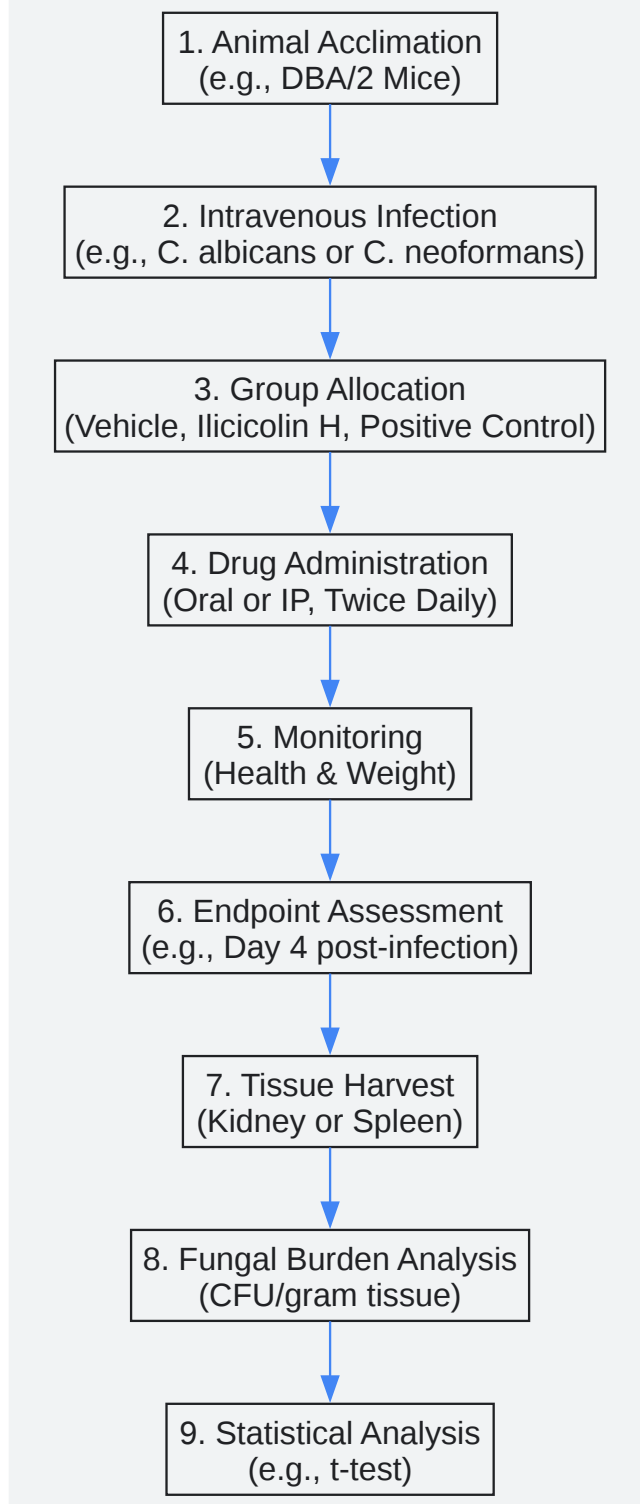 1. Animal Acclimation
(e.g., DBA/2 Mice)
2. Intravenous Infection
(e.g., C. albicans or C. neoformans)
3. Group Allocation
(Vehicle, Ilicicolin H, Positive Control)
4. Drug Administration
(Oral or IP, Twice Daily)
5. Monitoring
(Health & Weight)
6. Endpoint Assessment
(e.g., Day 4 post-infection)
7. Tissue Harvest
(Kidney or Spleen)
8. Fungal Burden Analysis
(CFU/gram tissue)
9. Statistical Analysis
(e.g., t-test)